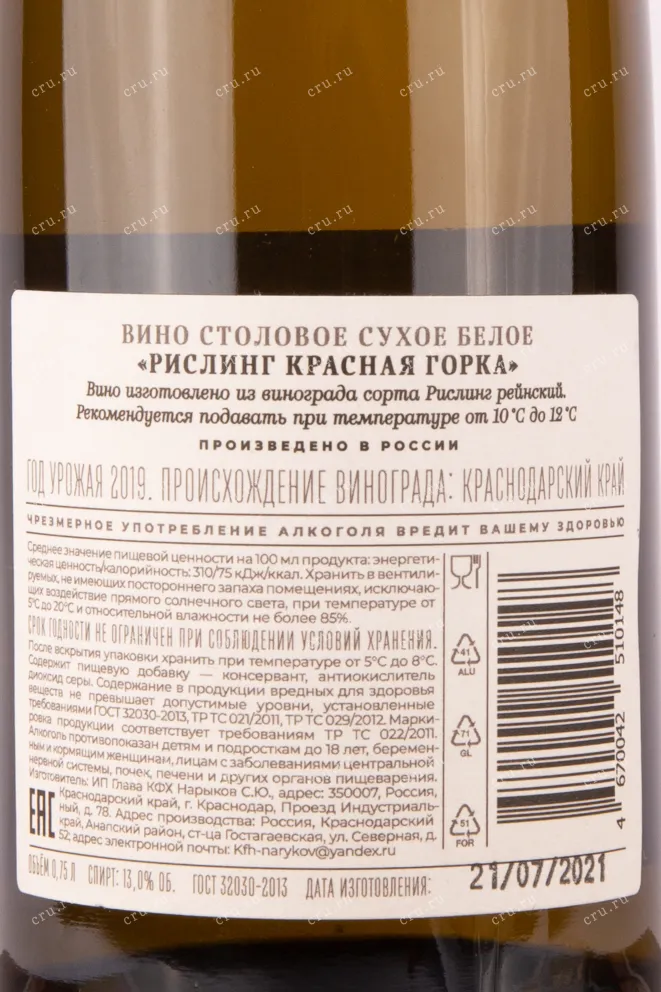 ВИНО СТОЛОВОЕ СУХОЕ БЕЛОЕ
«РИСЛИНГ КРАСНАЯ ГОРКА»
Вино изготовлено из винограда сорта Рислинг рейнский.
Рекомендуется подавать при температуре от 10°С до 12°С
ПРОИЗВЕДЕНО В РОССИИ
ГОД УРОЖАЯ 2019. ПРОИСХОЖДЕНИЕ ВИНОГРАДА: КРАСНОДАРСКИЙ КРАЙ
ЧРЕЗМЕРНОЕ УПОТРЕБЛЕНИЕ АЛКОГОЛЯ ВРЕДИТ ВАШЕМУ ЗДОРОВЬЮ
Среднее значение пищевой ценности на 100 мл продукта: энергети-
ческая ценность/калорийность: 310/75 кДж/ккал. Хранить в вентили-
руемых, не имеющих постороннего запаха помещениях, исключаю-
щих воздействие прямого солнечного света, при температуре от
5°С до 20°С и относительной влажности не более 85%.
СРОК ГОДНОСТИ НЕ ОГРАНИЧЕН ПРИ СОБЛЮДЕНИИ УСЛОВИЙ ХРАНЕНИЯ.
После вскрытия упаковки хранить при температуре от 5°С до 8°С.
Содержит пищевую добавку — консервант, антиокислитель
диоксид серы. Содержание в продукции вредных для здоровья
веществ не превышает допустимые уровни, установленные
требованиями ГОСТ 32030-2013, ТР ТС 021/2011, ТР ТС 029/2012. Марки-
ровка продукции соответствует требованиям ТР ТС 022/2011.
Алкоголь противопоказан детям и подросткам до 18 лет, беремен-
ным и кормящим женщинам, лицам с заболеваниями центральной
нервной системы, почек, печени и других органов пищеварения.
Изготовитель: ИП Глава КФХ Нарыков С.Ю., адрес: 350007, Россия,
Краснодарский край, г. Краснодар, Проезд Индустриаль-
ный, д. 78. Адрес производства: Россия, Краснодарский
край, Анапский район, ст-ца Гостагаевская, ул. Северная, д.
52, адрес электронной почты: Kfh-narykov@yandex.ru
EAC
41
ALU
71
GL
51
FOR
4 670042 510148
ОБЪЁМ 0,75 Л СПИРТ: 13,0% ОБ. ГОСТ 32030-2013 ДАТА ИЗГОТОВЛЕНИЯ: 21/07/2021
cru.ru